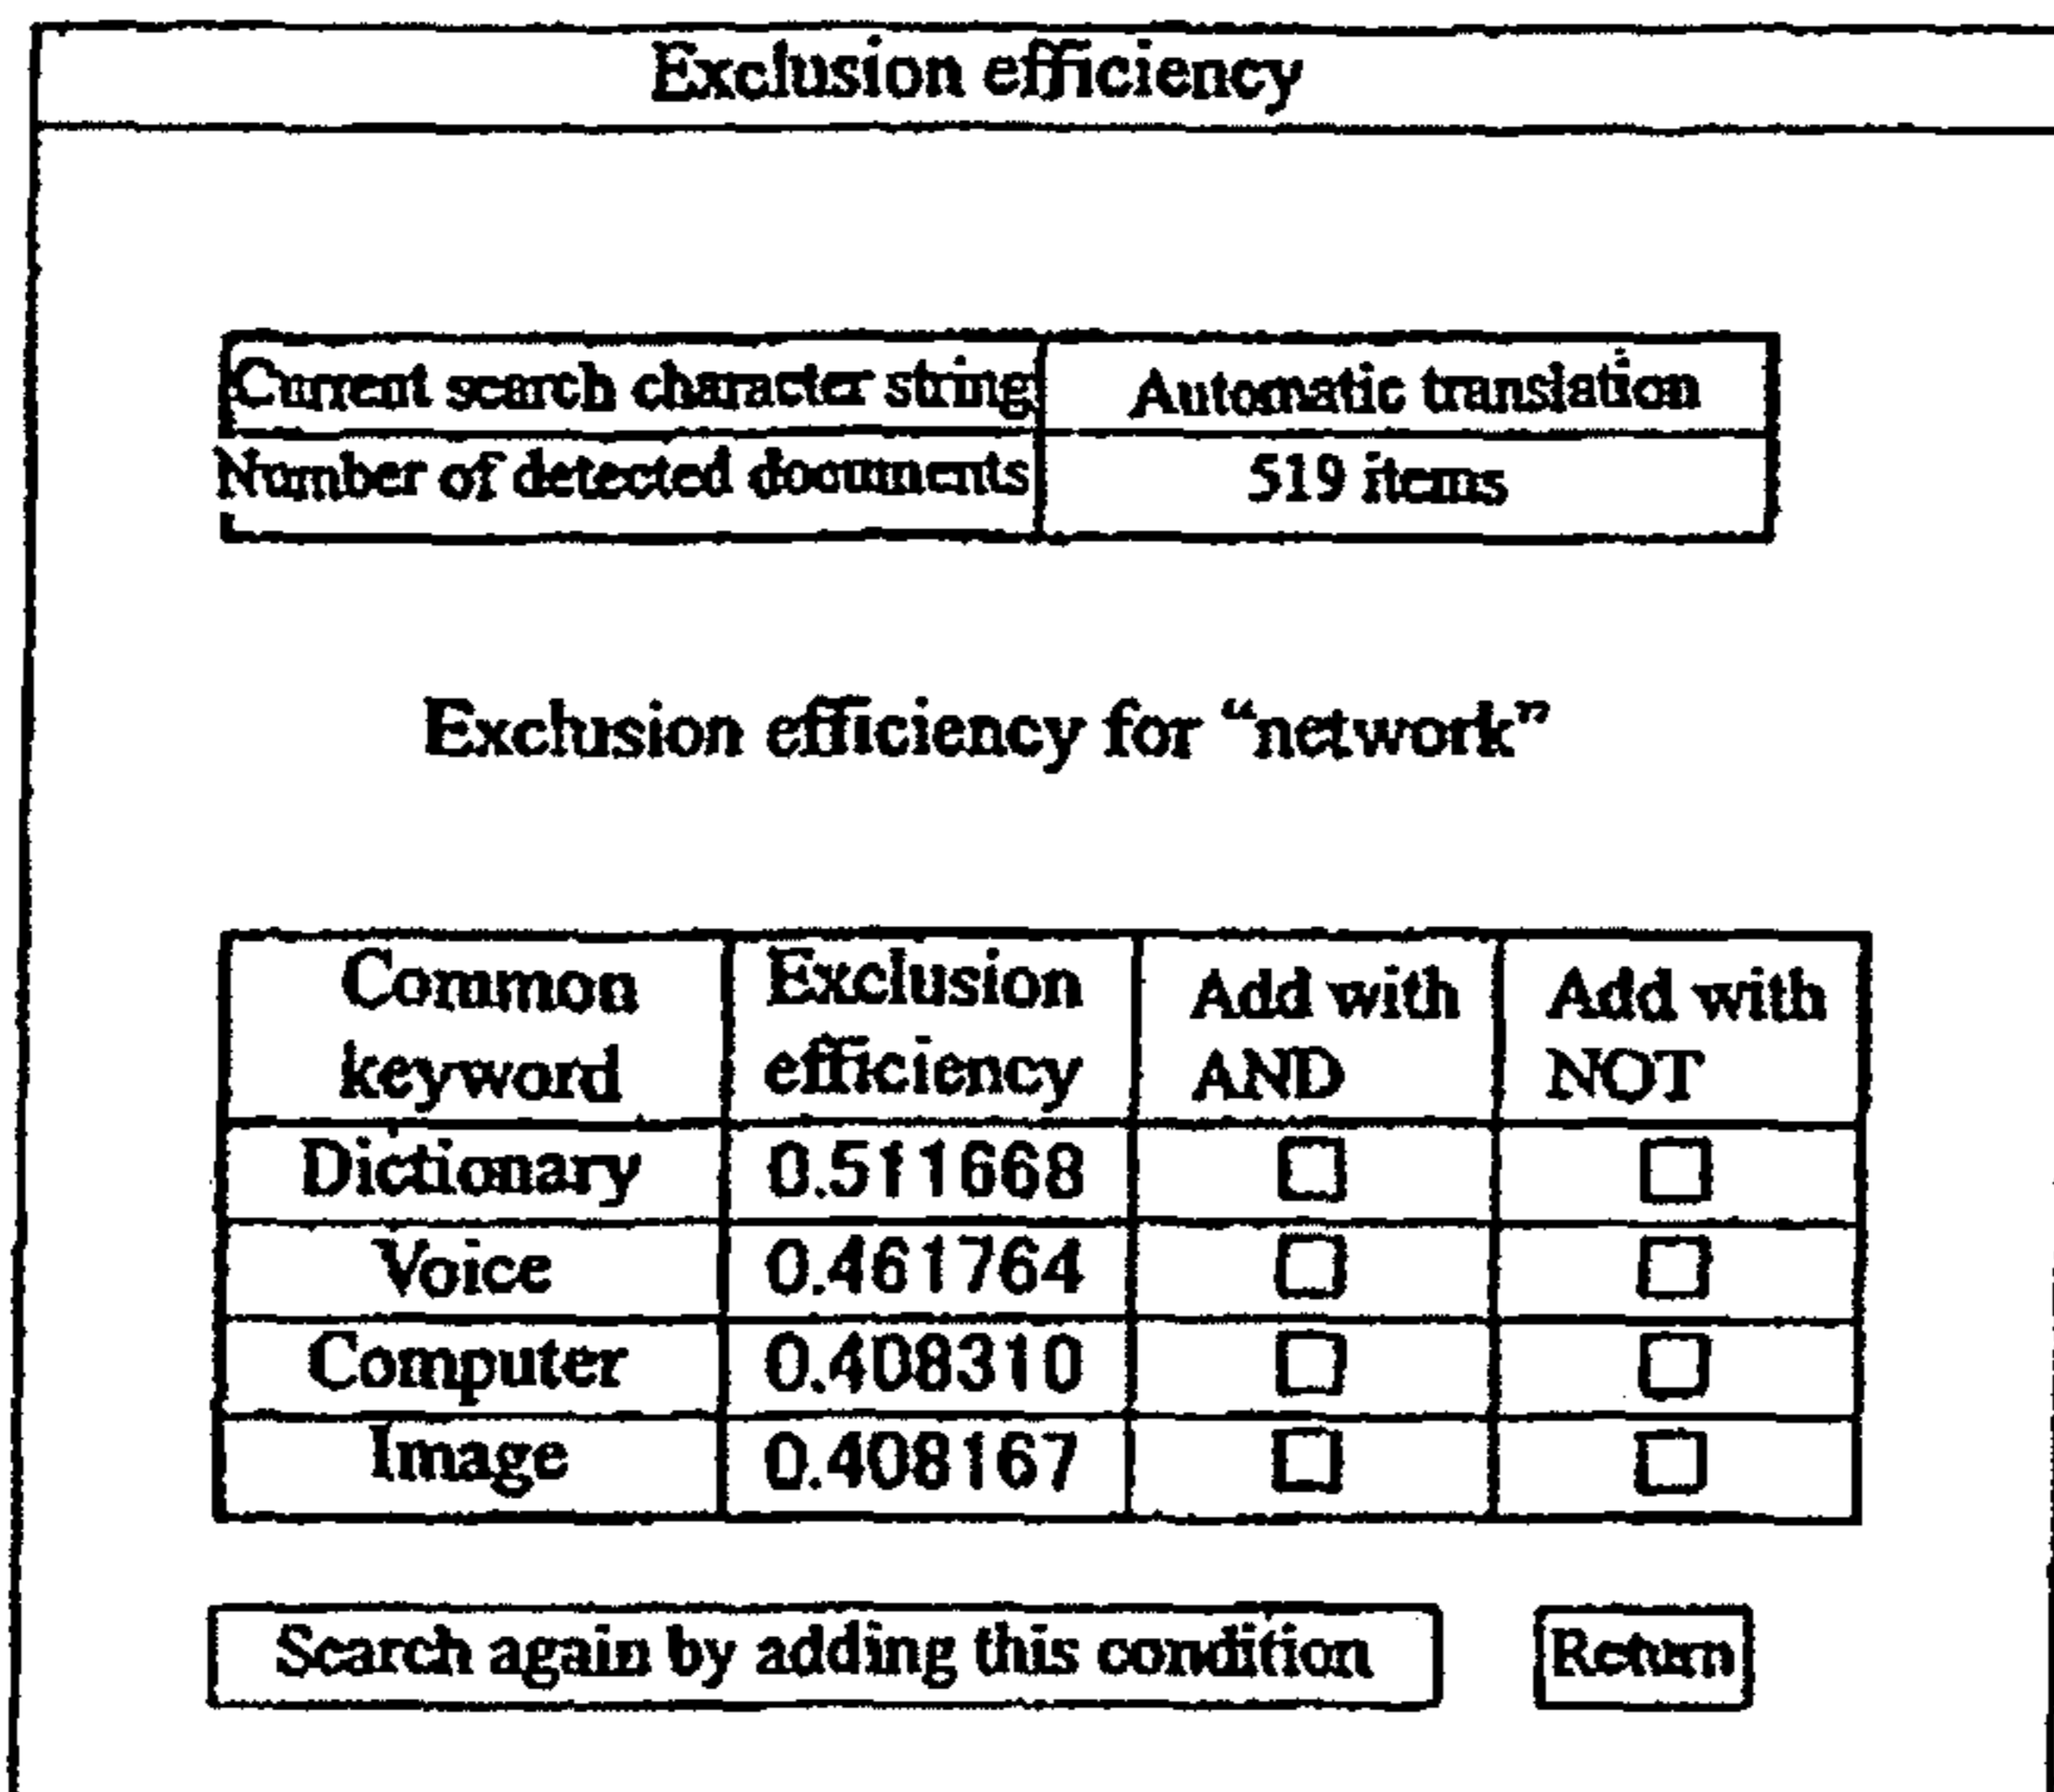 Exclusion efficiency
Current search character string Automatic translation
Number of detected documents 519 items
Exclusion efficiency for “network”
Common Exclusion Add with Add with
keyword efficiency AND NOT
Dictionary 0.511668
Voice 0.461764
Computer 0.408310
Image 0.408167
Search again by adding this condition Return